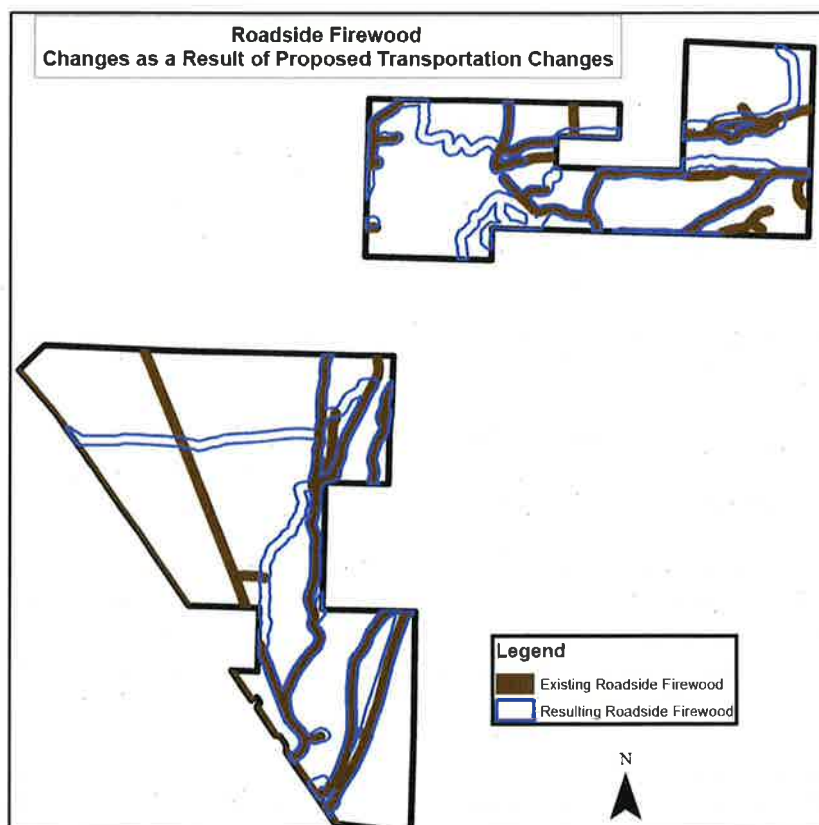 Roadside Firewood
Changes as a Result of Proposed Transportation Changes
Legend
Existing Roadside Firewood
Resulting Roadside Firewood
N